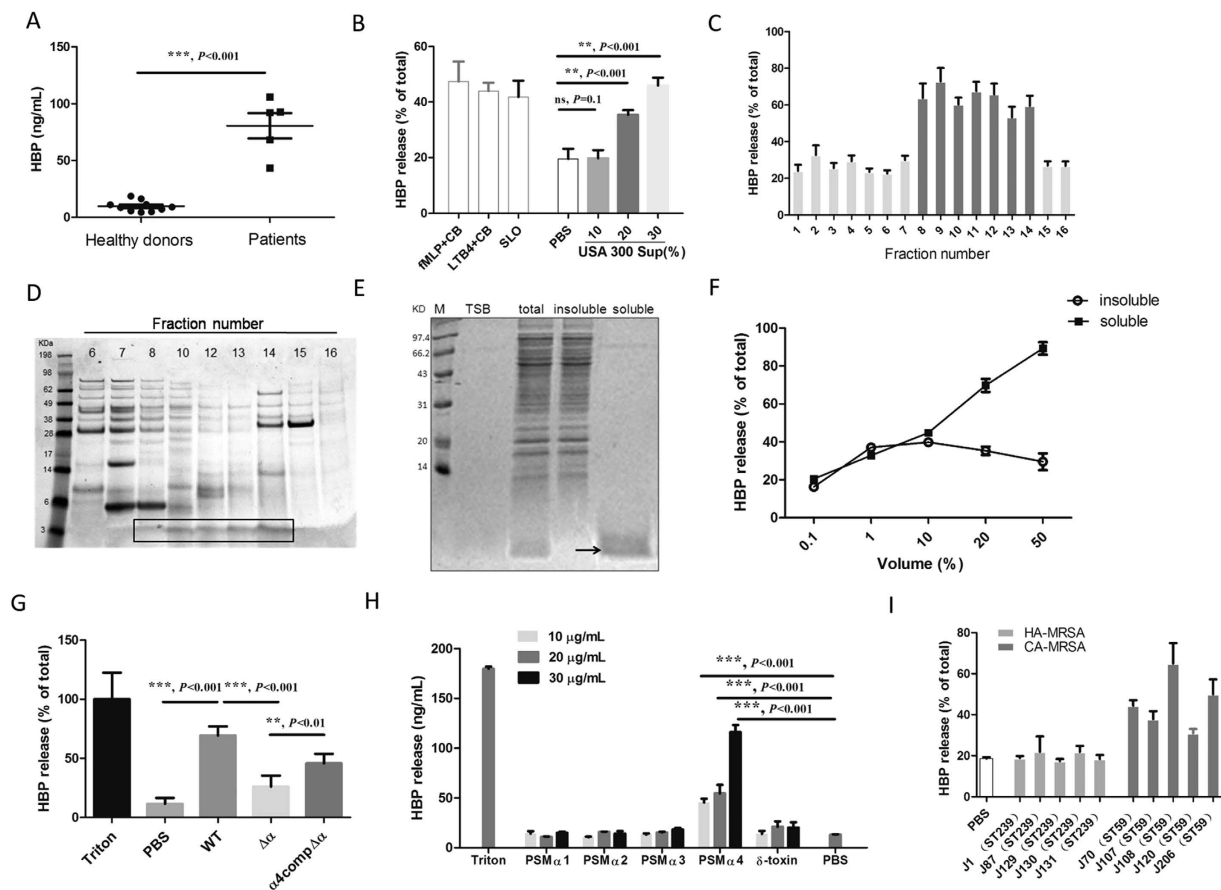 A
***, P<0.001
HBP (ng/mL)
150
100
50
0
Healthy donors
Patients
B
**, P<0.001
**, P<0.001
ns, P=0.1
HBP release (% of total)
60
40
20
0
fMLP+CB
LTB4+CB
SLO
PBS
10
20
30
USA 300 Sup(%)
C
HBP release (% of total)
100
80
60
40
20
0
1 2 3 4 5 6 7 8 9 10 11 12 13 14 15 16
Fraction number
D
Fraction number
KDa
6 7 8 10 12 13 14 15 16
198
98
62
49
38
28
17
14
6
3
E
KD M TSB total insoluble soluble
97.4
66.2
43
31
20
14
F
insoluble
soluble
HBP release (% of total)
100
80
60
40
20
0
0.1 1 10 20 50
Volume (%)
G
HBP release (% of total)
150
100
50
0
***, P<0.001
***, P<0.001
**, P<0.01
Triton
PBS
WT
Δα
α4compΔα
H
10 μg/mL
20 μg/mL
30 μg/mL
***, P<0.001
***, P<0.001
***, P<0.001
HBP release (ng/mL)
200
150
100
50
0
Triton PSMα1 PSMα2 PSMα3 PSMα4 δ-toxin PBS
I
HA-MRSA
CA-MRSA
HBP release (% of total)
80
60
40
20
0
PBS
J1 (ST239)
J87 (ST239)
J129 (ST239)
J130 (ST239)
J131 (ST239)
J70 (ST59)
J107 (ST59)
J108 (ST59)
J120 (ST59)
J206 (ST59)